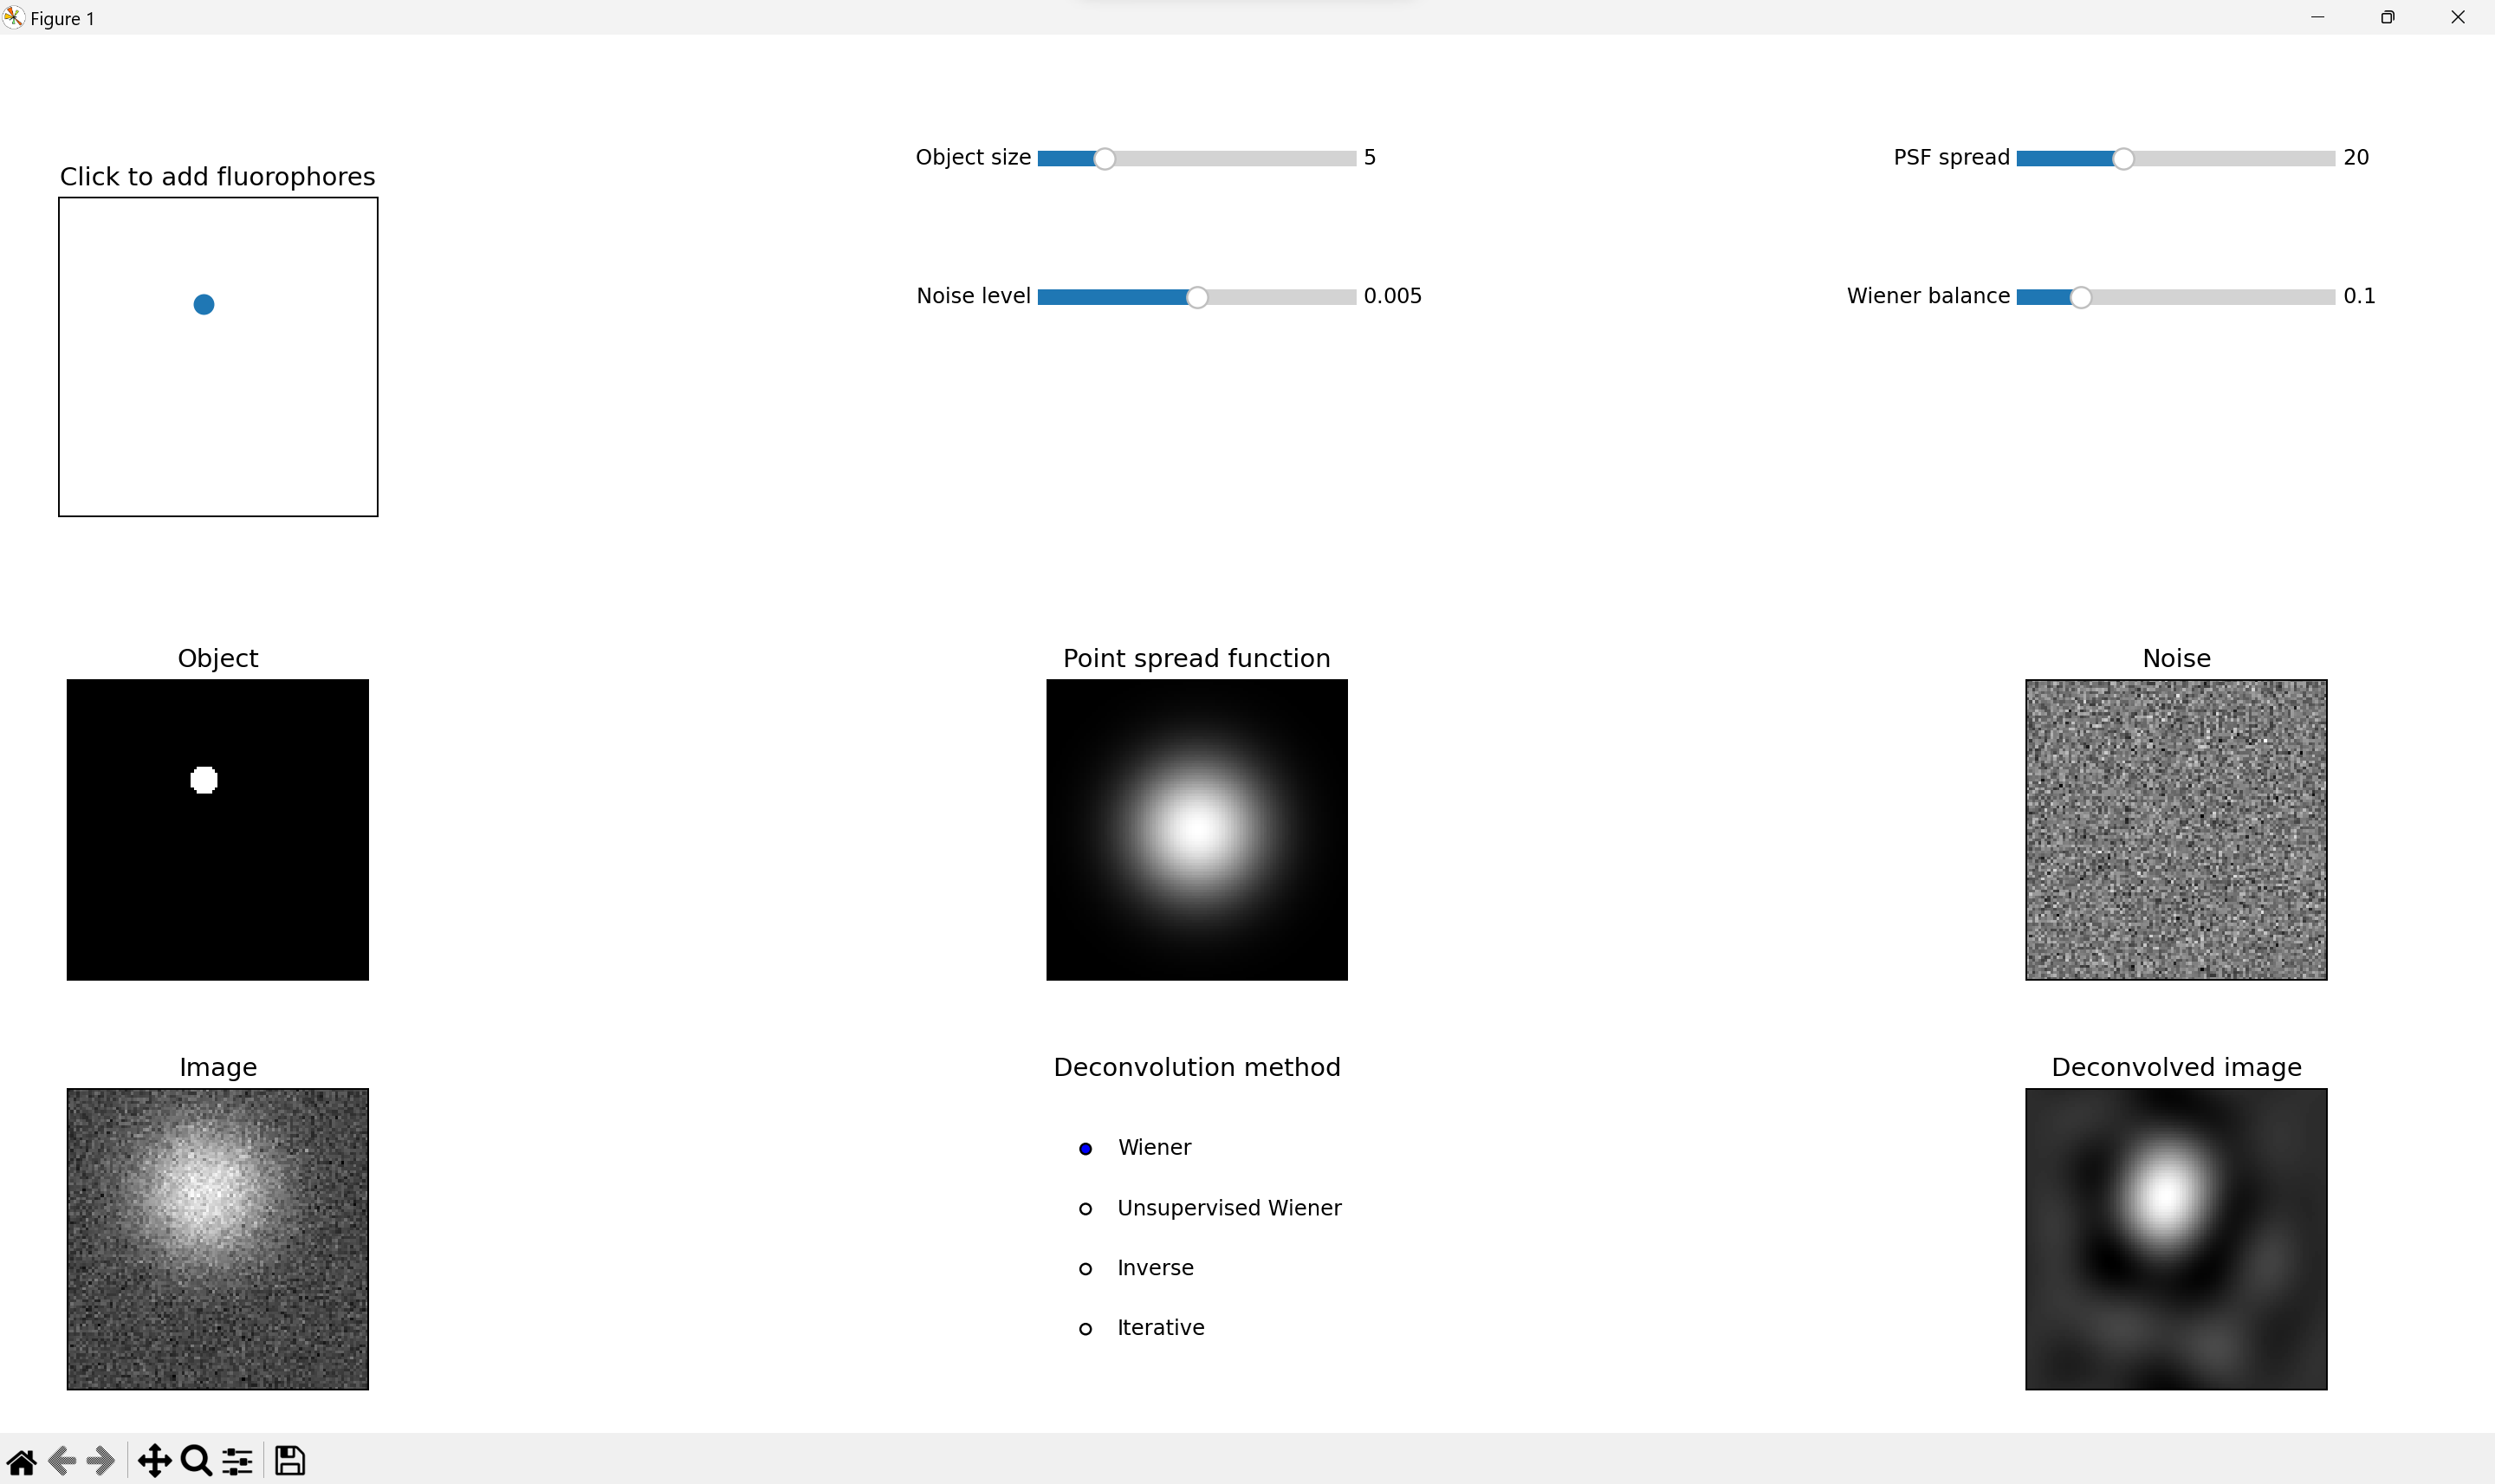 Figure 1
Object size 5
PSF spread 20
Click to add fluorophores
Noise level 0.005
Wiener balance 0.1
Object
Point spread function
Noise
Image
Deconvolution method
Deconvolved image
Wiener
Unsupervised Wiener
Inverse
Iterative